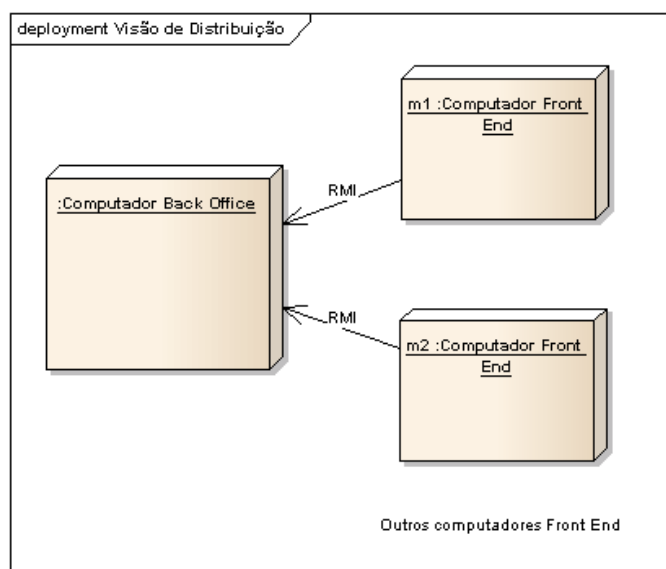 deployment Visão de Distribuição
m1 :Computador Front
End
:Computador Back Office
RMI
RMI
m2 :Computador Front
End
Outros computadores Front End